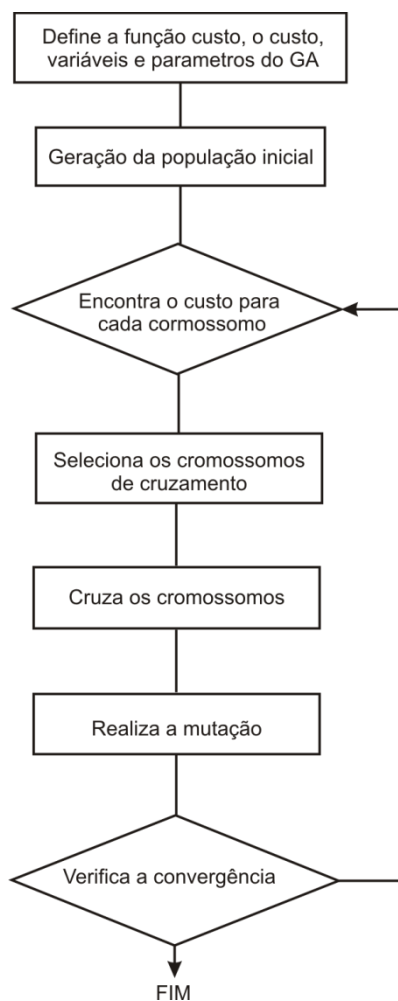 Define a função custo, o custo,
variáveis e parametros do GA
Geração da população inicial
Encontra o custo para
cada cormossomo
Seleciona os cromossomos
de cruzamento
Cruza os cromossomos
Realiza a mutação
Verifica a convergência
FIM